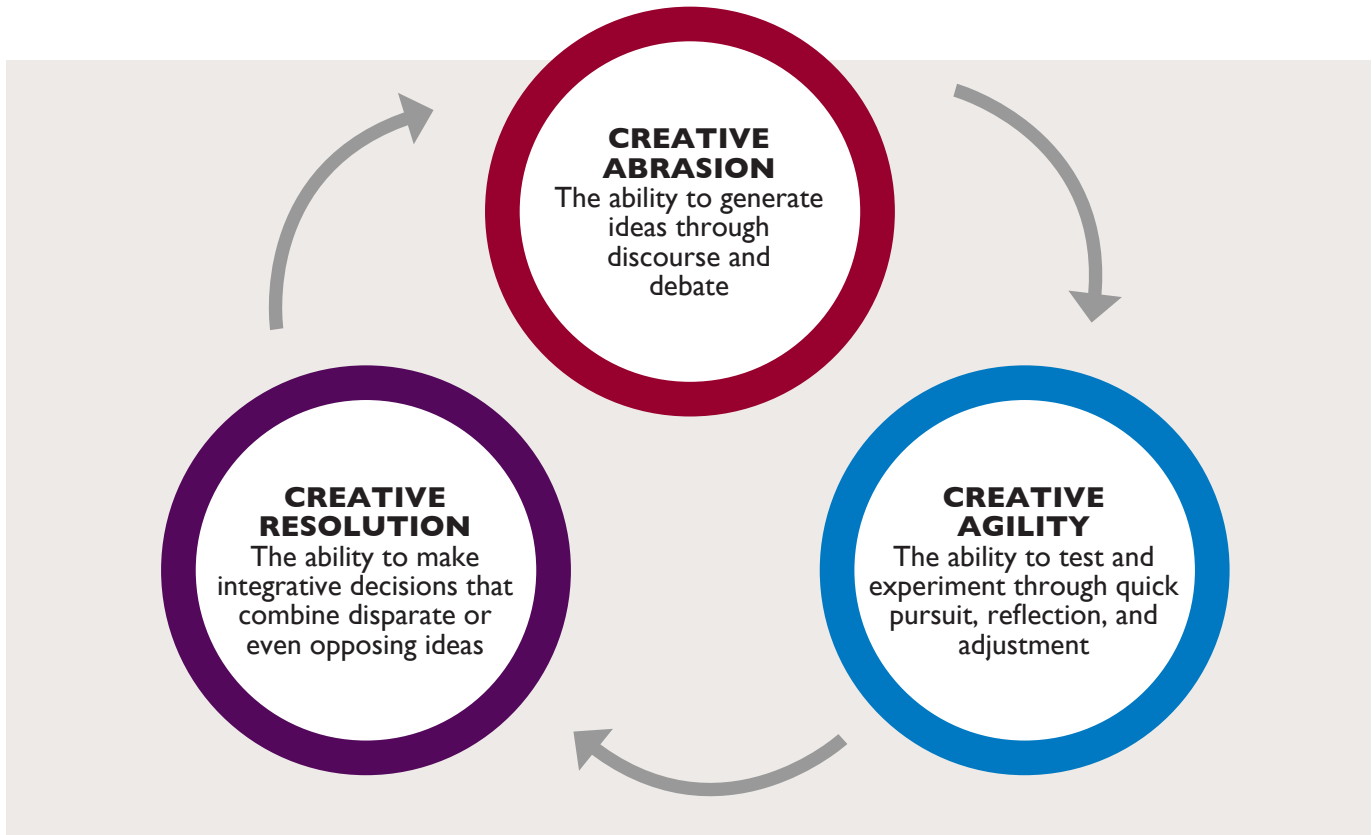 CREATIVE
ABRASION
The ability to generate
ideas through
discourse and
debate
CREATIVE
RESOLUTION
The ability to make
integrative decisions that
combine disparate or
even opposing ideas
CREATIVE
AGILITY
The ability to test and
experiment through quick
pursuit, reflection, and
adjustment